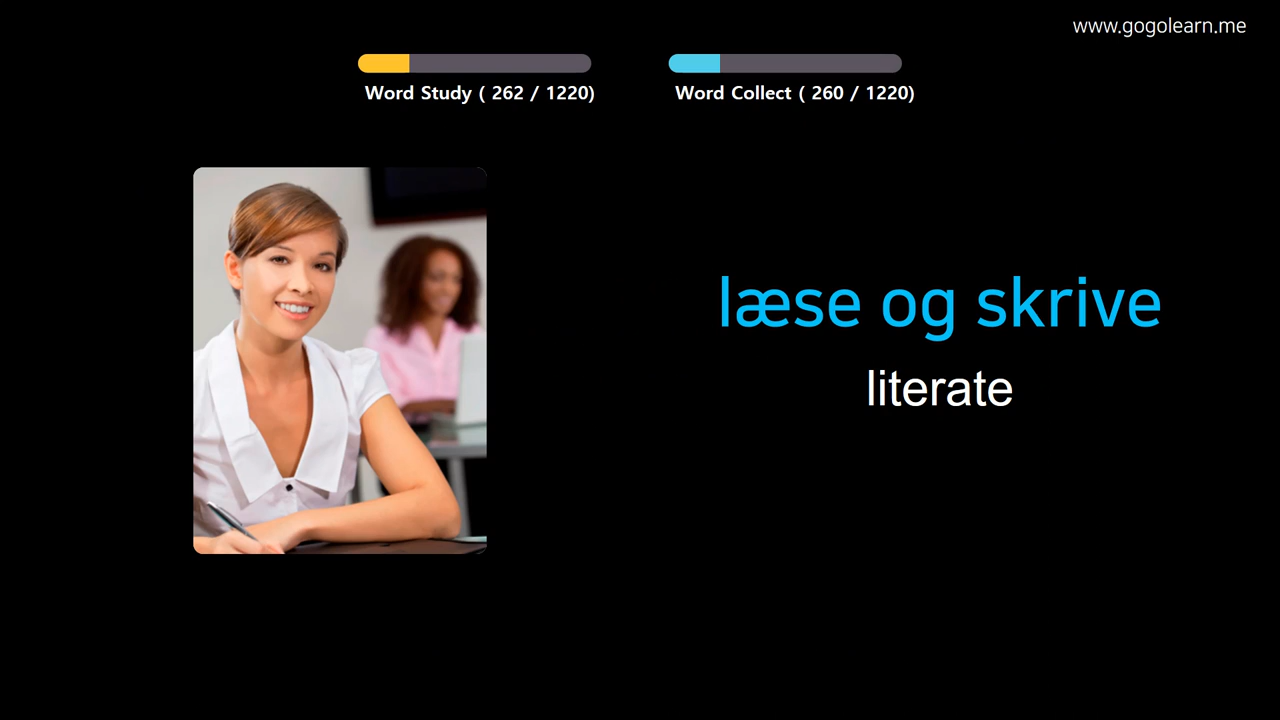 www.gogolearn.me
Word Study ( 262 / 1220)
Word Collect ( 260 / 1220)
læse og skrive
literate